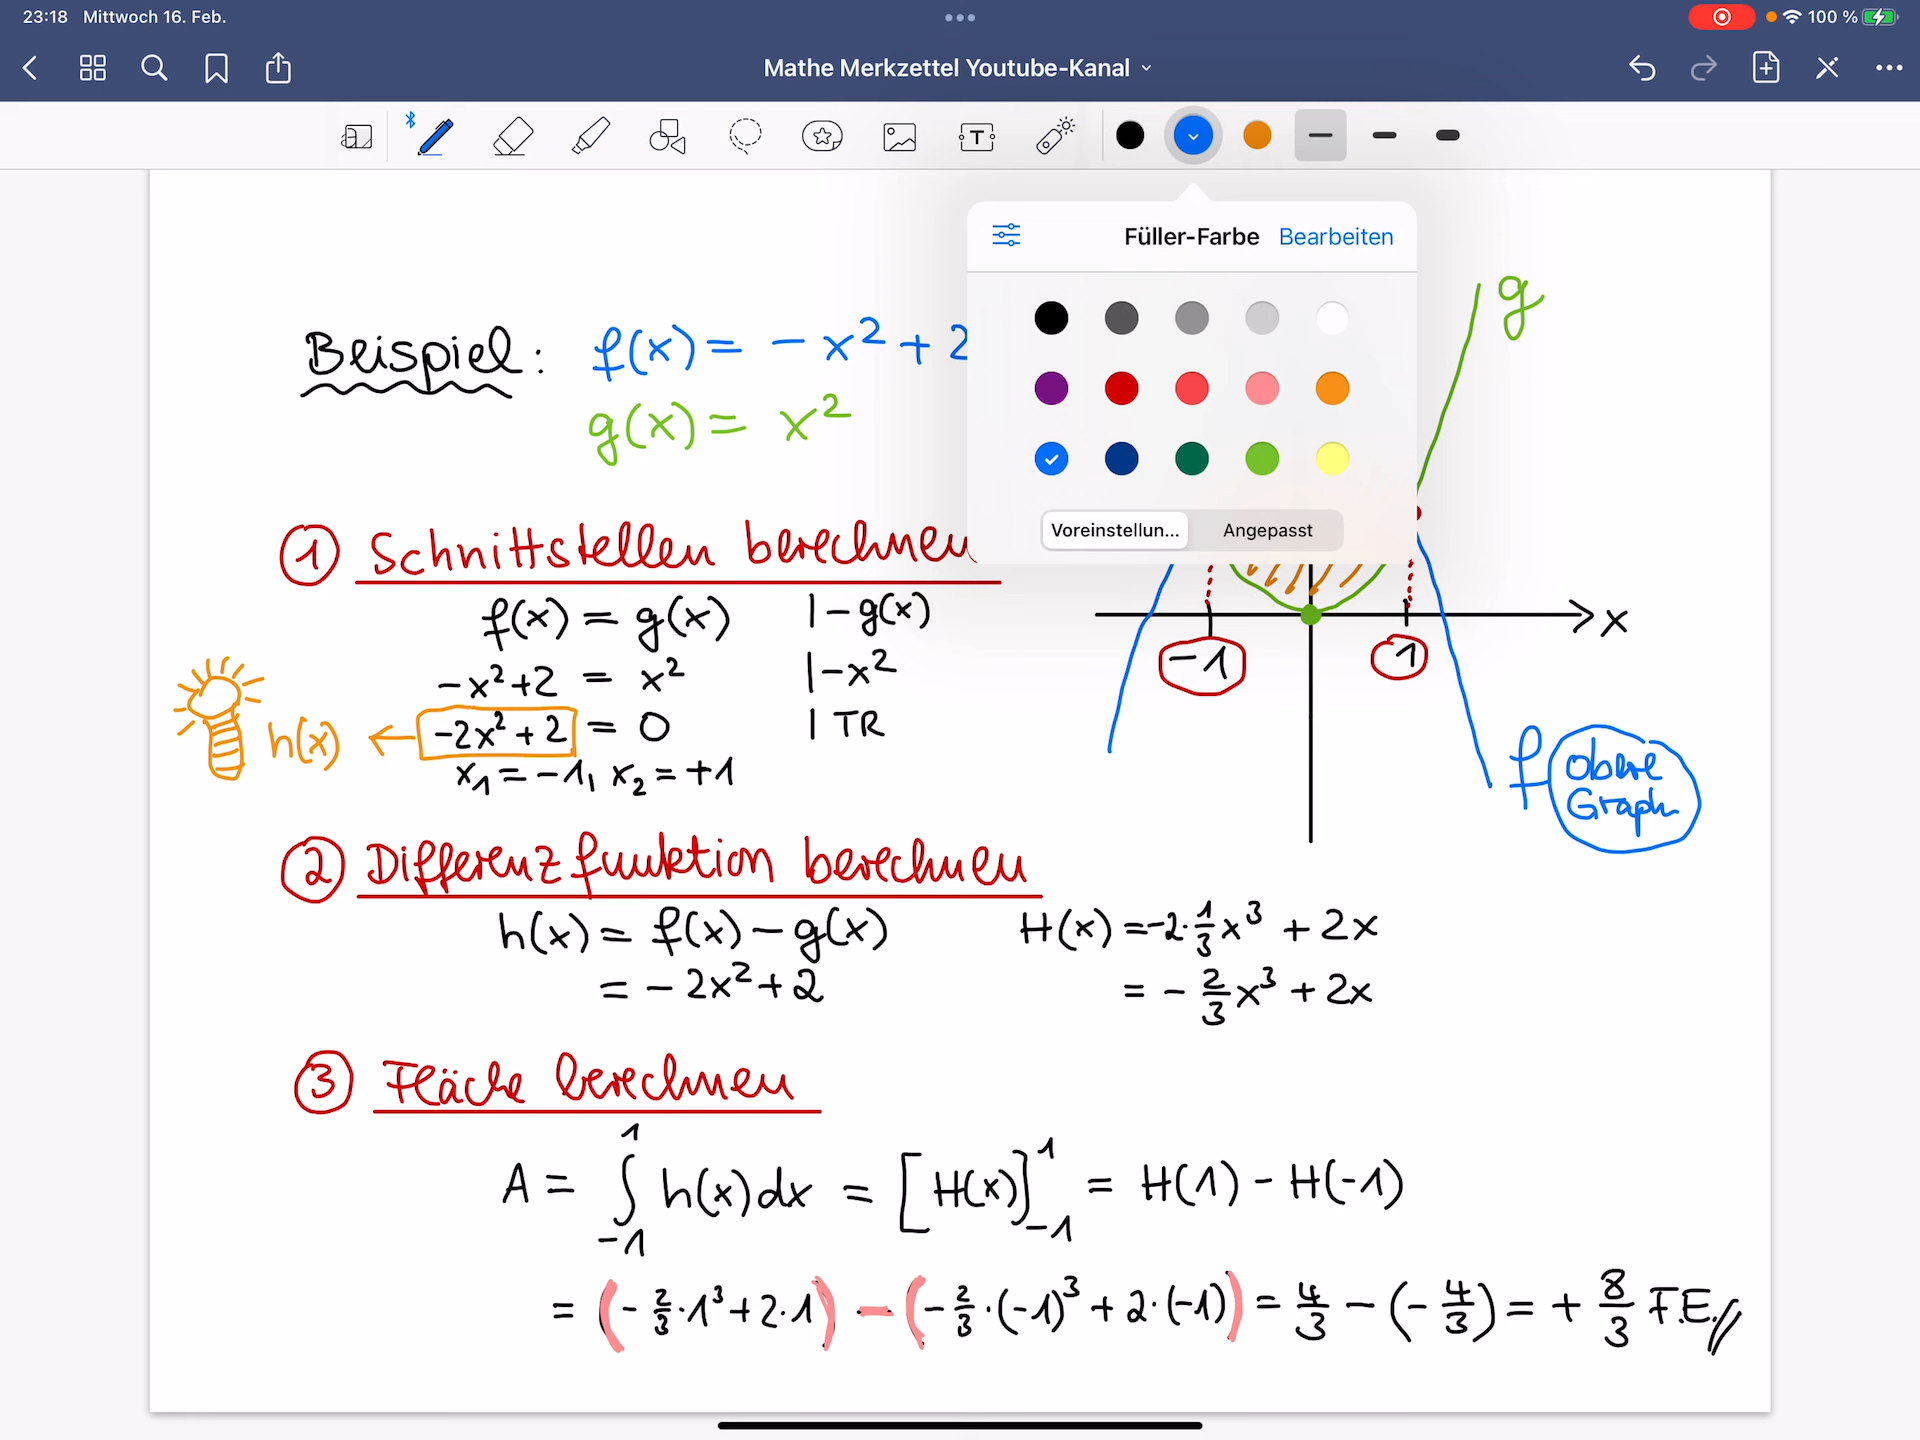 23:18 Mittwoch 16. Feb.
100 %
Mathe Merkzettel Youtube-Kanal
Füller-Farbe Bearbeiten
Voreinstellun... Angepasst
Beispiel: f(x) = -x² + 2
g(x) = x²
g
① Schnittstellen berechnen
f(x) = g(x) |-g(x)
-x²+2 = x² |-x²
h(x) ← -2x²+2 = 0 | TR
x₁ = -1, x₂ = +1
x
-1 1
f obere Graph
② Differenzfunktion berechnen
h(x) = f(x) - g(x)
= -2x²+2
H(x) = -2·⅓x³ + 2x
= -⅔x³ + 2x
③ Fläche berechnen
A = ∫₋₁¹ h(x)dx = [H(x)]₋₁¹ = H(1) - H(-1)
= (-⅔·1³+2·1) - (-⅔·(-1)³+2·(-1)) = 4/3 - (-4/3) = + 8/3 F.E.//